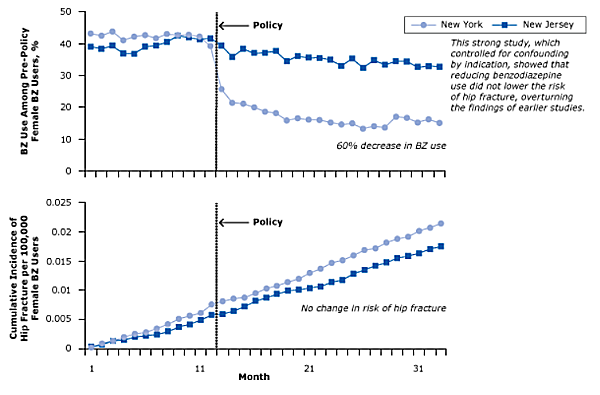 New York New Jersey
BZ Use Among Pre-Policy
Female BZ Users, %
50
40
30
20
10
0
Policy
This strong study, which
controlled for confounding
by indication, showed that
reducing benzodiazepine
use did not lower the risk
of hip fracture, overturning
the findings of earlier studies.
60% decrease in BZ use
Cumulative Incidence of
Hip Fracture per 100,000
Female BZ Users
0.025
0.02
0.015
0.01
0.005
0
Policy
No change in risk of hip fracture
1 11 21 31
Month